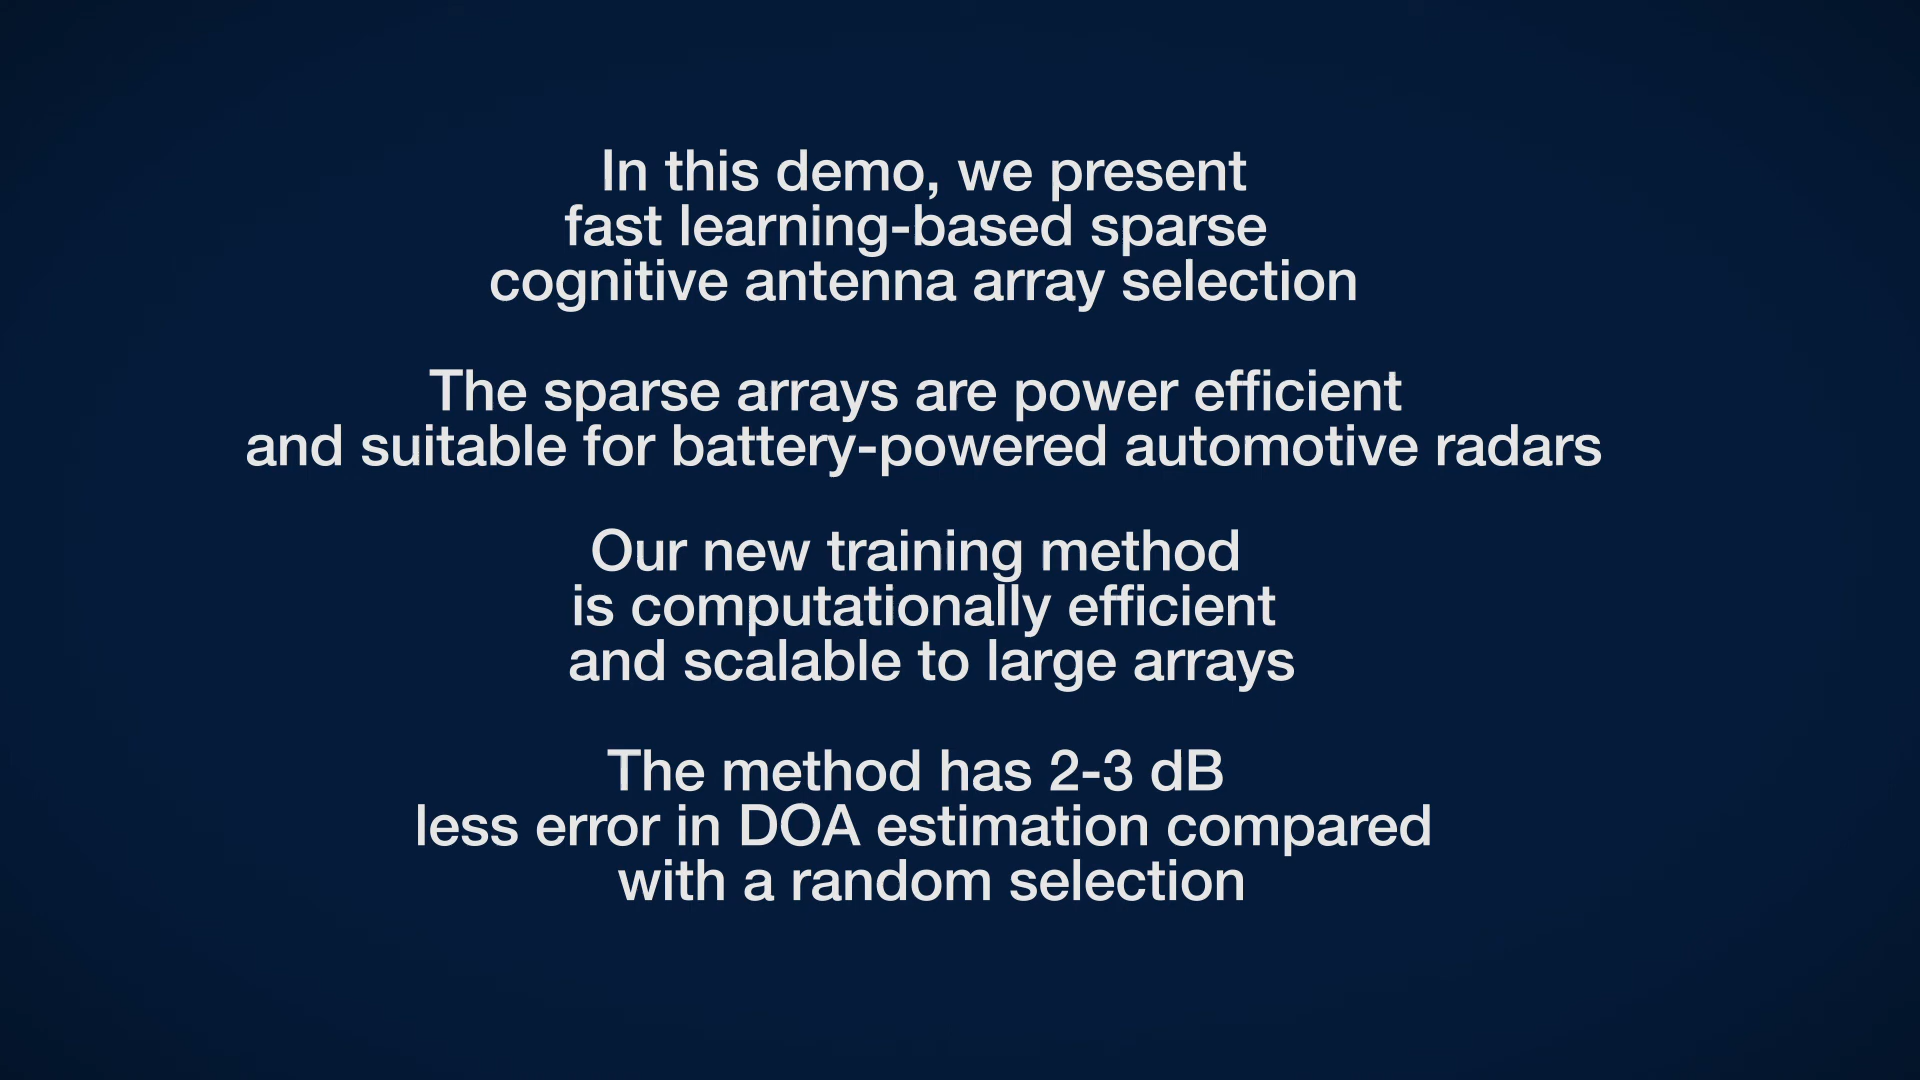 In this demo, we present
fast learning-based sparse
cognitive antenna array selection
The sparse arrays are power efficient
and suitable for battery-powered automotive radars
Our new training method
is computationally efficient
and scalable to large arrays
The method has 2-3 dB
less error in DOA estimation compared
with a random selection